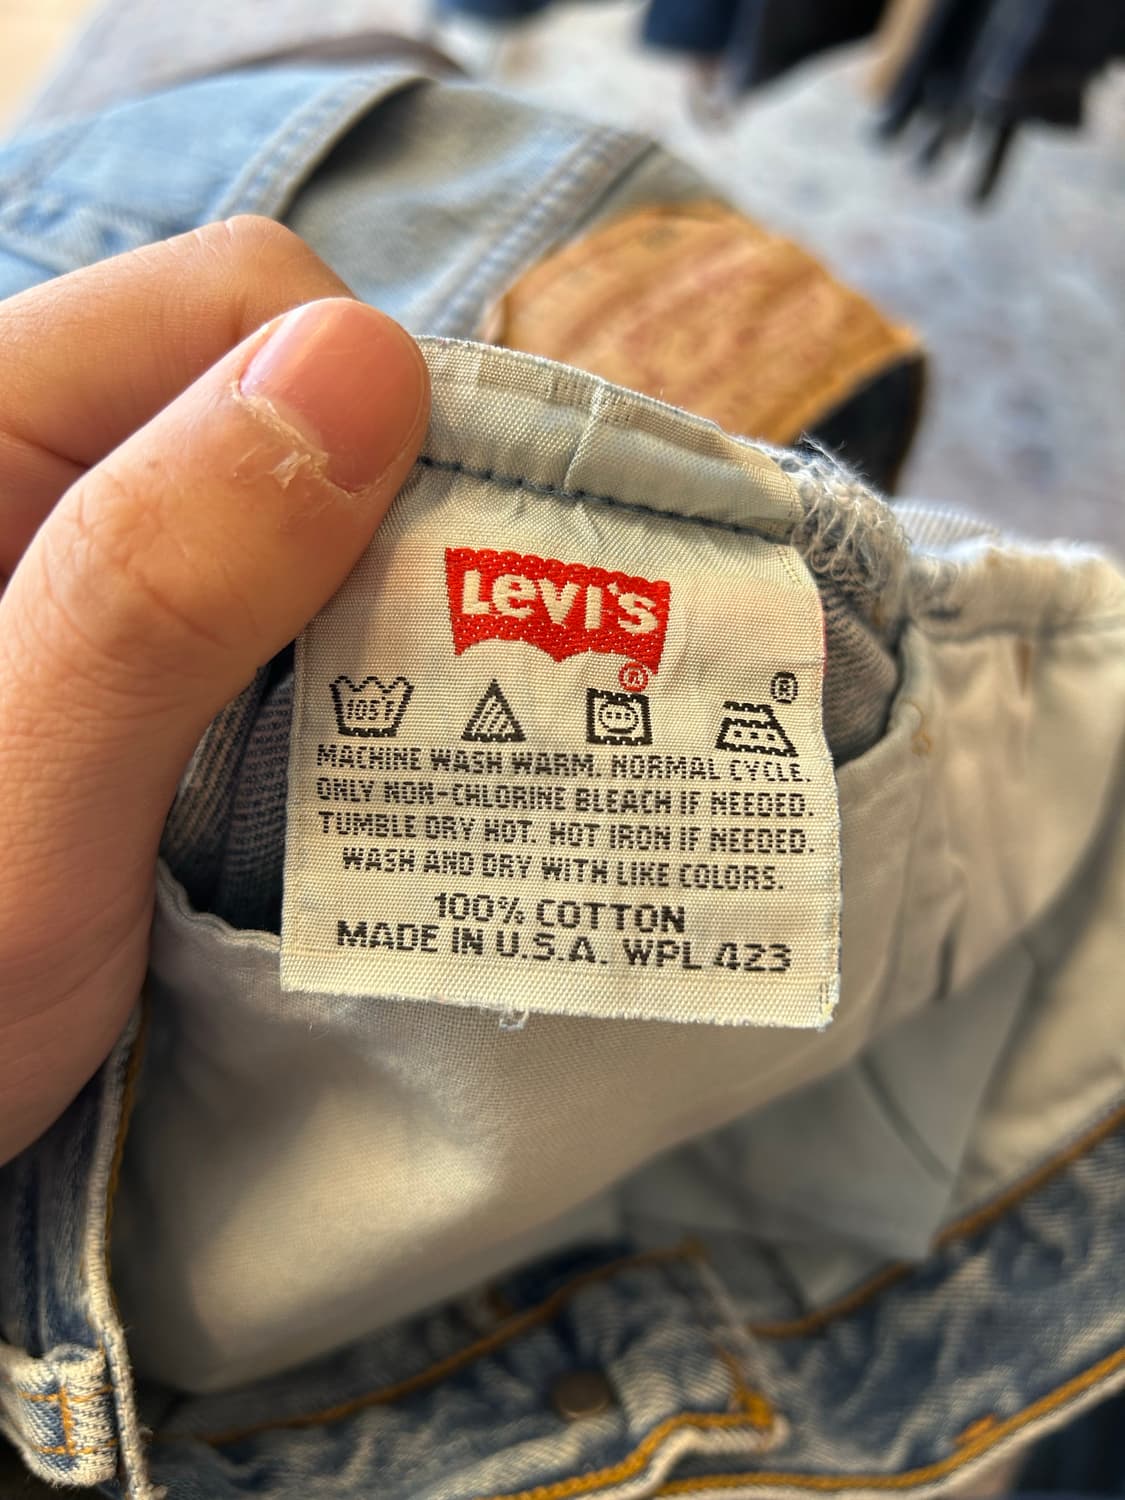 LEVI'S
®
®
105°F
MACHINE WASH WARM. NORMAL CYCLE.
ONLY NON-CHLORINE BLEACH IF NEEDED.
TUMBLE DRY HOT. HOT IRON IF NEEDED.
WASH AND DRY WITH LIKE COLORS.
100% COTTON
MADE IN U.S.A. WPL 423